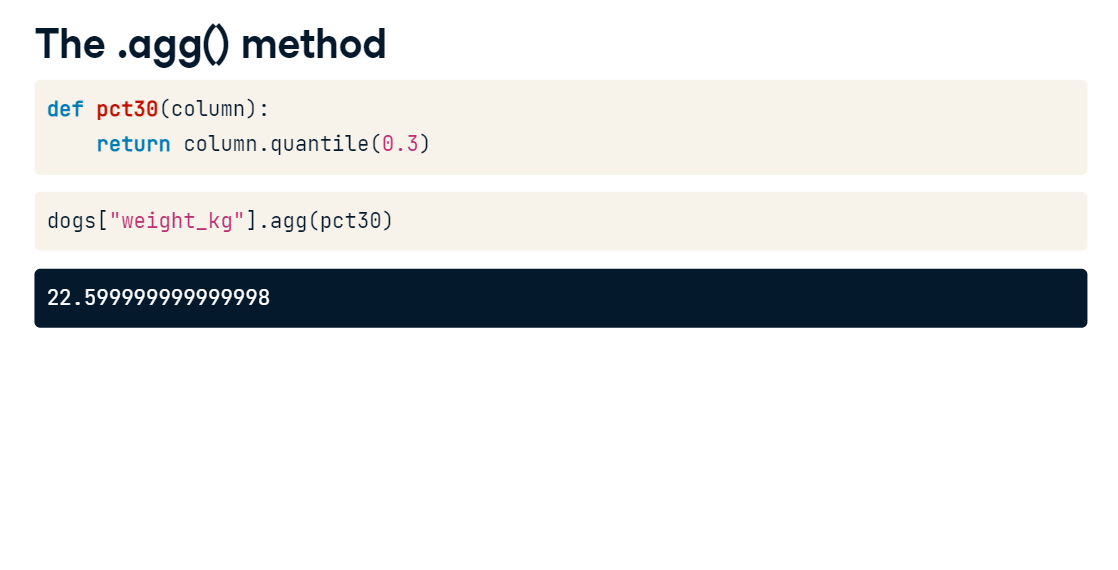 The .agg() method
def pct30(column):
    return column.quantile(0.3)
dogs["weight_kg"].agg(pct30)
22.599999999999998